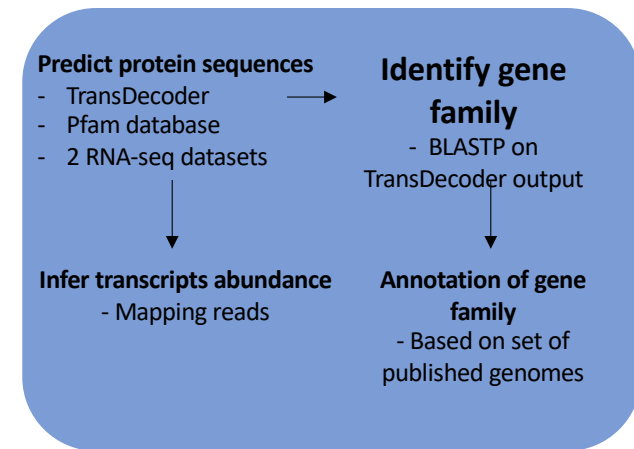 Predict protein sequences
- TransDecoder
- Pfam database
- 2 RNA-seq datasets
Identify gene
family
- BLASTP on
TransDecoder output
Infer transcripts abundance
- Mapping reads
Annotation of gene
family
- Based on set of
published genomes